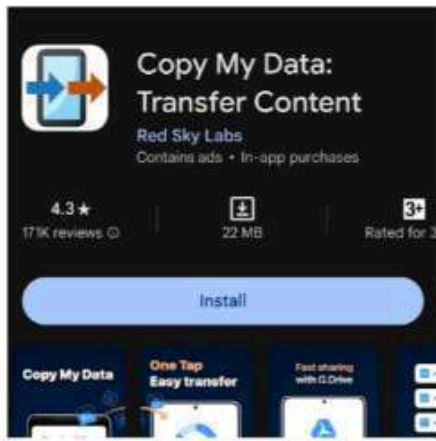 Copy My Data:
Transfer Content
Red Sky Labs
Contains ads • In-app purchases
4.3★
171K reviews
22 MB
3+
Rated for 3
Install
Copy My Data
One Tap
Easy transfer
Fast sharing
with G.Drive